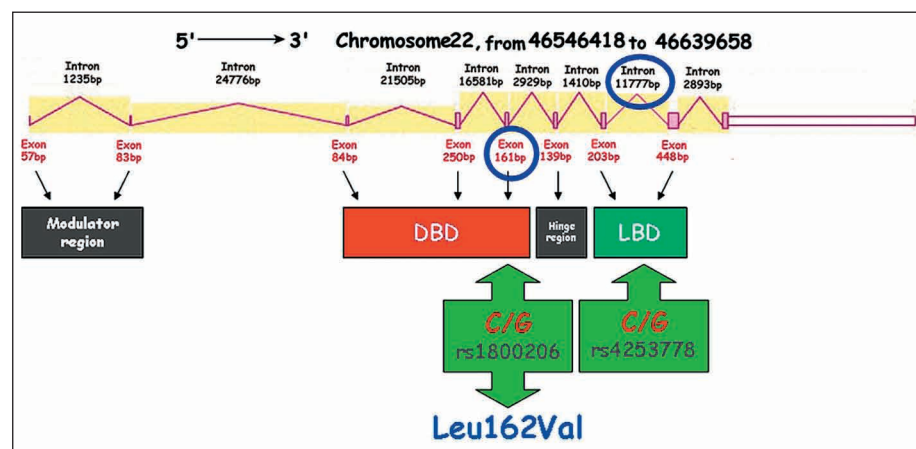 5' 3' Chromosome22, from 46546418 to 46639658
Intron
1235bp
Intron
24776bp
Intron
21505bp
Intron
16581bp
Intron
2929bp
Intron
1410bp
Intron
11777bp
Intron
2893bp
Exon
57bp
Exon
83bp
Exon
84bp
Exon
250bp
Exon
161bp
Exon
139bp
Exon
203bp
Exon
448bp
Modulator
region
DBD
Hinge
region
LBD
C/G
rs1800206
C/G
rs4253778
Leu162Val